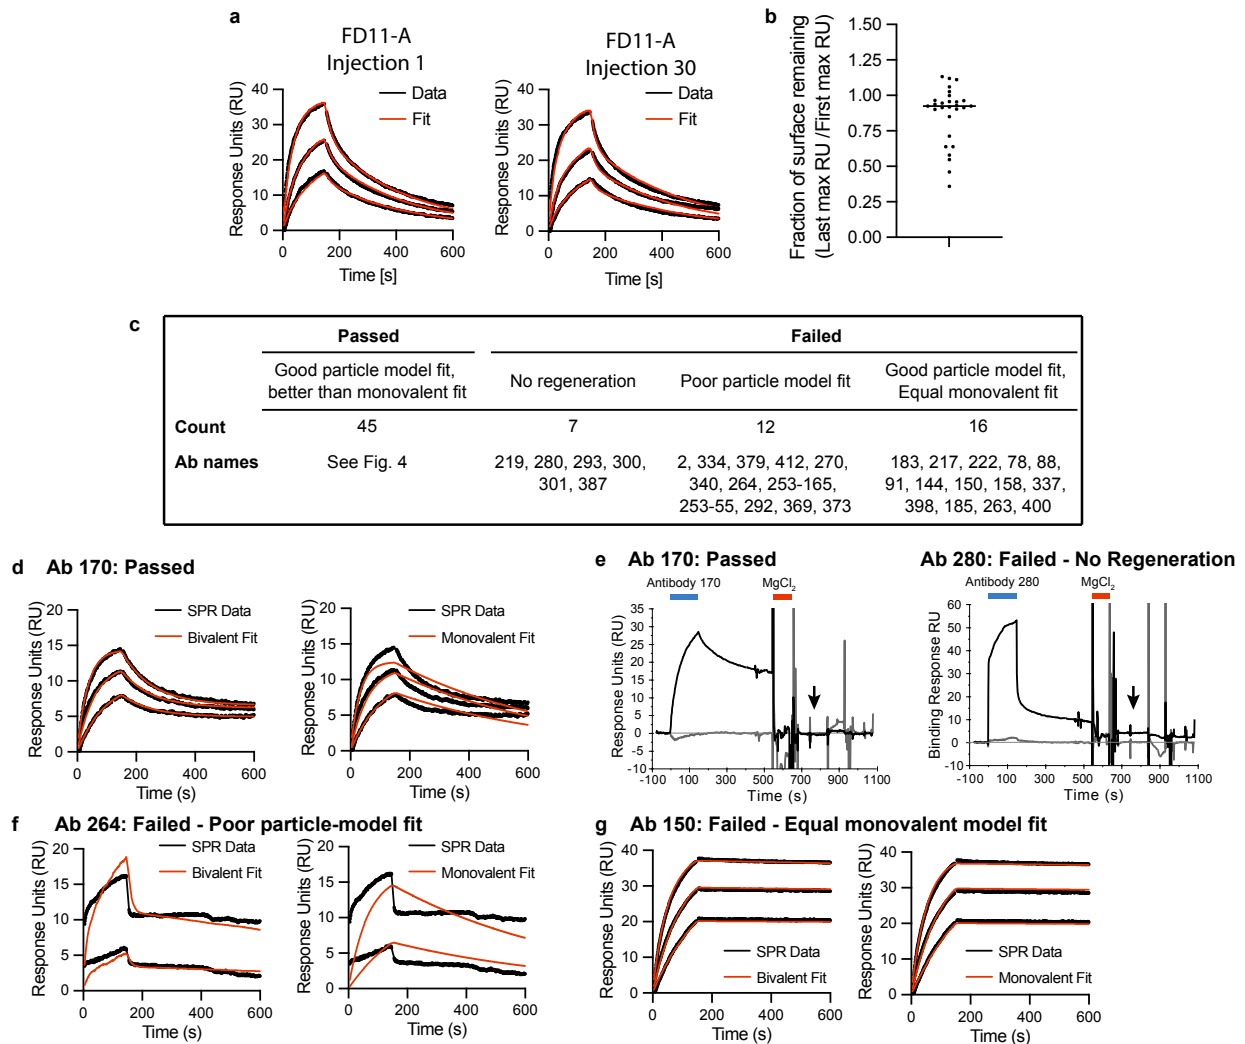 a
FD11-A
Injection 1
Response Units (RU)
40
30
20
10
0
Data
Fit
0 200 400 600
Time [s]
FD11-A
Injection 30
Response Units (RU)
40
30
20
10
0
Data
Fit
0 200 400 600
Time [s]
b
Fraction of surface remaining
(Last max RU /First max RU)
1.50
1.25
1.00
0.75
0.50
0.25
0.00
c
Passed Failed
Good particle model fit,
better than monovalent fit
No regeneration
Poor particle model fit
Good particle model fit,
Equal monovalent fit
Count 45 7 12 16
Ab names
See Fig. 4
219, 280, 293, 300,
301, 387
2, 334, 379, 412, 270,
340, 264, 253-165,
253-55, 292, 369, 373
183, 217, 222, 78, 88,
91, 144, 150, 158, 337,
398, 185, 263, 400
d Ab 170: Passed
Response Units (RU)
20
15
10
5
0
SPR Data
Bivalent Fit
0 200 400 600
Time (s)
Response Units (RU)
20
15
10
5
0
SPR Data
Monovalent Fit
0 200 400 600
Time (s)
e Ab 170: Passed
Antibody 170 MgCl2
Response Units (RU)
35
30
25
20
15
10
5
0
-5
-10
-100 100 300 500 700 900 1100
Time (s)
Ab 280: Failed - No Regeneration
Antibody 280 MgCl2
Binding Response RU
60
50
40
30
20
10
0
-10
-100 100 300 500 700 900 1100
Time (s)
f Ab 264: Failed - Poor particle-model fit
Response Units (RU)
20
15
10
5
0
SPR Data
Bivalent Fit
0 200 400 600
Time (s)
Response Units (RU)
20
15
10
5
0
SPR Data
Monovalent Fit
0 200 400 600
Time (s)
g Ab 150: Failed - Equal monovalent model fit
Response Units (RU)
40
30
20
10
0
SPR Data
Bivalent Fit
0 200 400 600
Time (s)
Response Units (RU)
40
30
20
10
0
SPR Data
Monovalent Fit
0 200 400 600
Time (s)